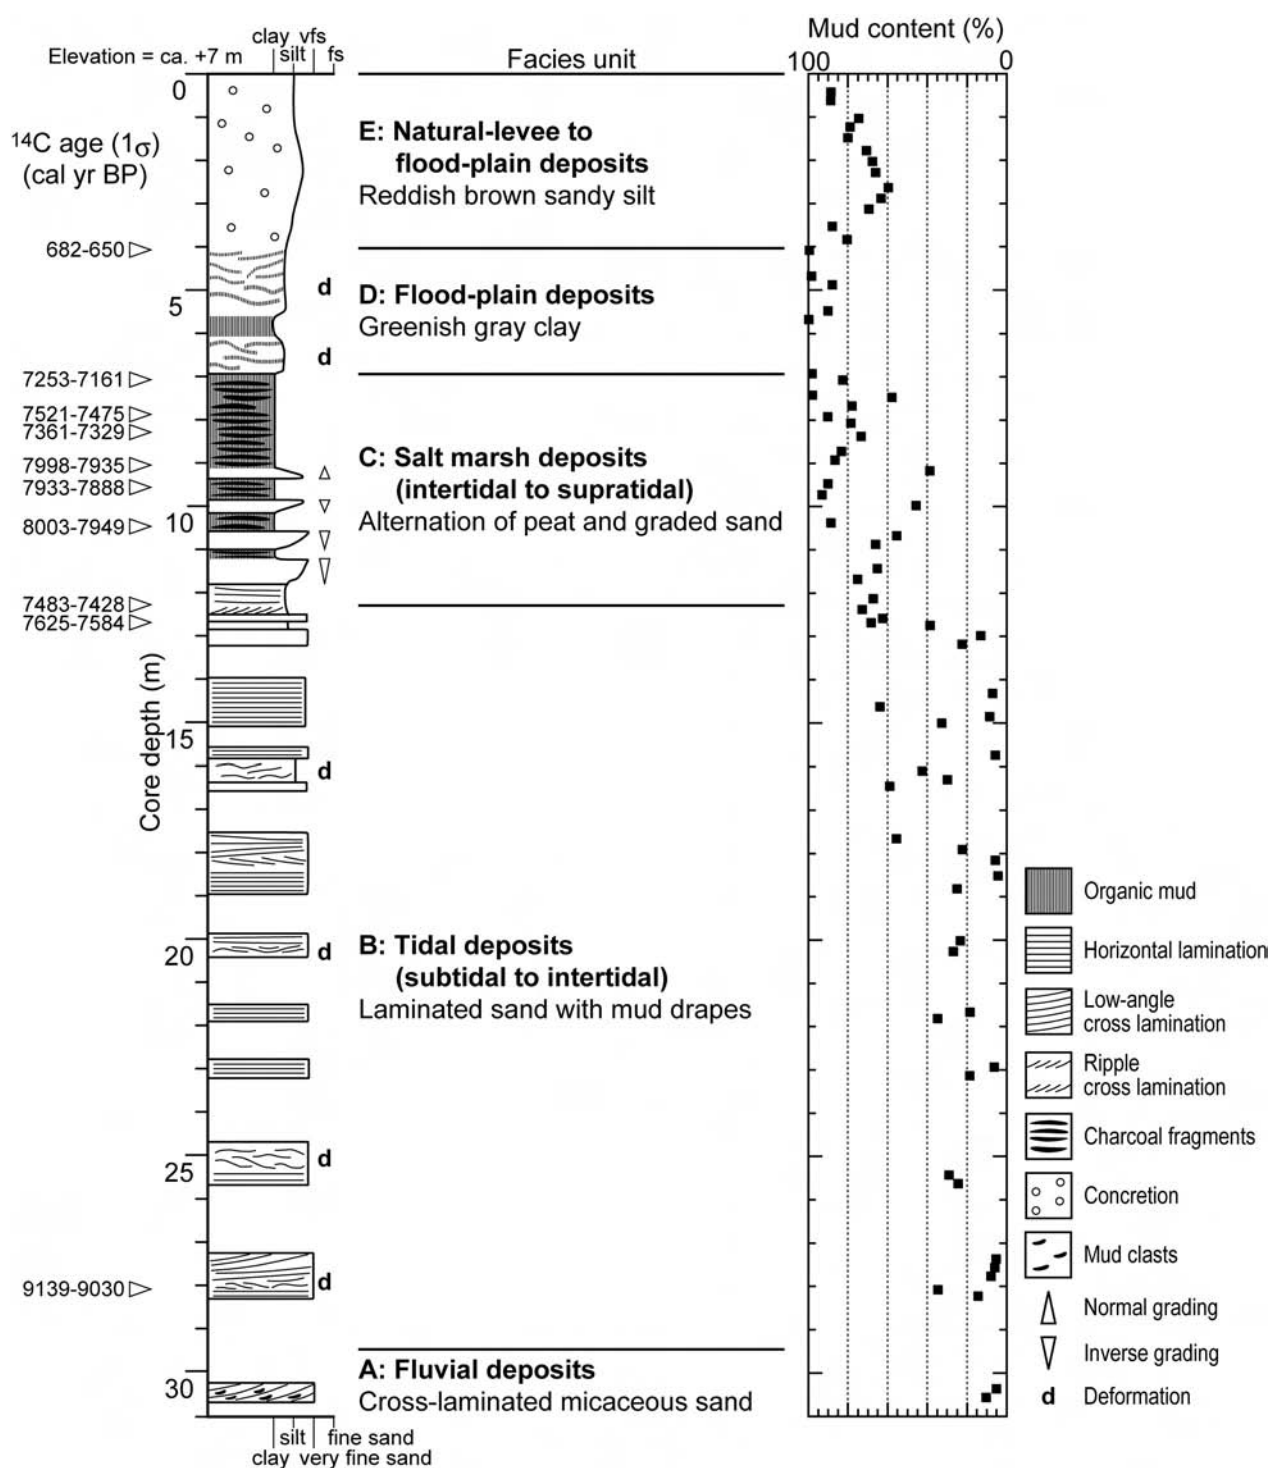 Elevation = ca. +7 m
clay vfs
silt fs
Facies unit
Mud content (%)
100 0
0
14C age (1σ)
(cal yr BP)
E: Natural-levee to
flood-plain deposits
Reddish brown sandy silt
682-650
d
5
D: Flood-plain deposits
Greenish gray clay
d
7253-7161
7521-7475
7361-7329
7998-7935
7933-7888
8003-7949
C: Salt marsh deposits
(intertidal to supratidal)
Alternation of peat and graded sand
10
7483-7428
7625-7584
Core depth (m)
15
d
20
d
B: Tidal deposits
(subtidal to intertidal)
Laminated sand with mud drapes
25
d
9139-9030
d
30
A: Fluvial deposits
Cross-laminated micaceous sand
silt fine sand
clay very fine sand
Organic mud
Horizontal lamination
Low-angle
cross lamination
Ripple
cross lamination
Charcoal fragments
Concretion
Mud clasts
Normal grading
Inverse grading
d Deformation